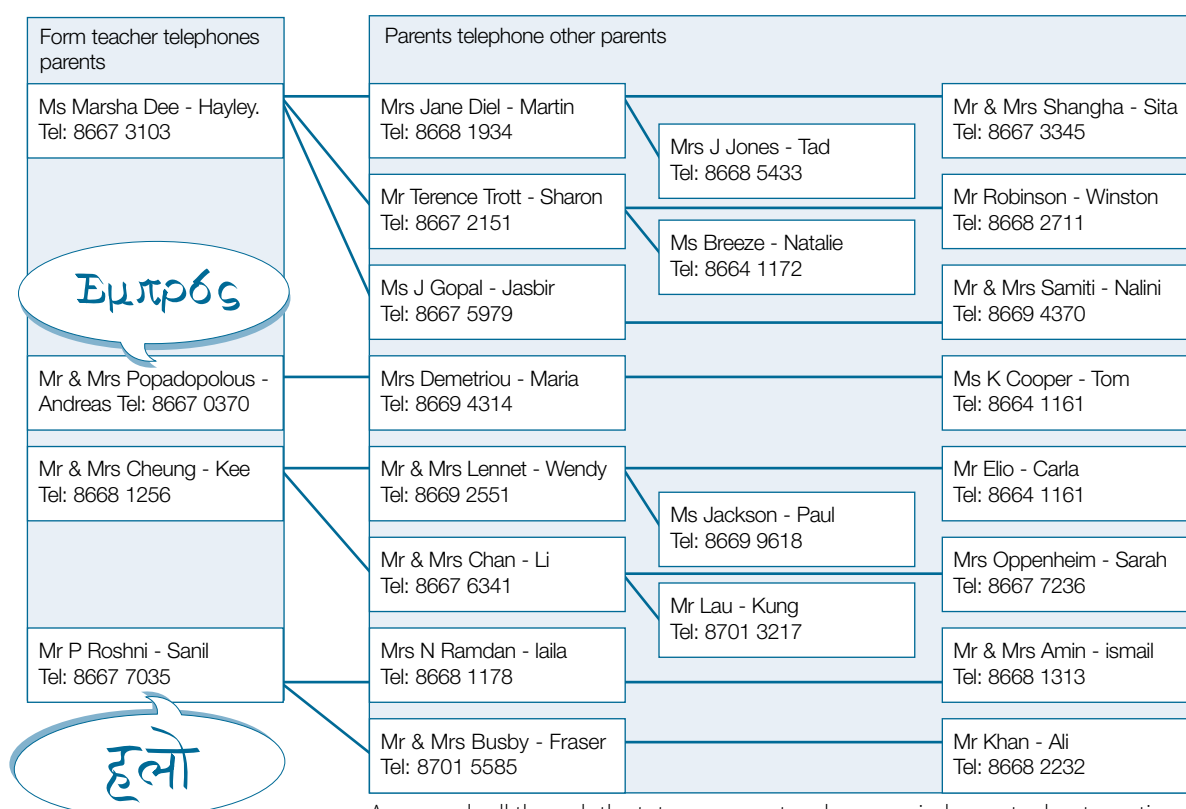 Form teacher telephones
parents
Ms Marsha Dee - Hayley.
Tel: 8667 3103
Εμπρός
Mr & Mrs Popadopolous -
Andreas Tel: 8667 0370
Mr & Mrs Cheung - Kee
Tel: 8668 1256
Mr P Roshni - Sanil
Tel: 8667 7035
हलो
Parents telephone other parents
Mrs Jane Diel - Martin
Tel: 8668 1934
Mr Terence Trott - Sharon
Tel: 8667 2151
Ms J Gopal - Jasbir
Tel: 8667 5979
Mrs Demetriou - Maria
Tel: 8669 4314
Mr & Mrs Lennet - Wendy
Tel: 8669 2551
Mr & Mrs Chan - Li
Tel: 8667 6341
Mrs N Ramdan - laila
Tel: 8668 1178
Mr & Mrs Busby - Fraser
Tel: 8701 5585
Mrs J Jones - Tad
Tel: 8668 5433
Ms Breeze - Natalie
Tel: 8664 1172
Ms Jackson - Paul
Tel: 8669 9618
Mr Lau - Kung
Tel: 8701 3217
Mr & Mrs Shangha - Sita
Tel: 8667 3345
Mr Robinson - Winston
Tel: 8668 2711
Mr & Mrs Samiti - Nalini
Tel: 8669 4370
Ms K Cooper - Tom
Tel: 8664 1161
Mr Elio - Carla
Tel: 8664 1161
Mrs Oppenheim - Sarah
Tel: 8667 7236
Mr & Mrs Amin - ismail
Tel: 8668 1313
Mr Khan - Ali
Tel: 8668 2232